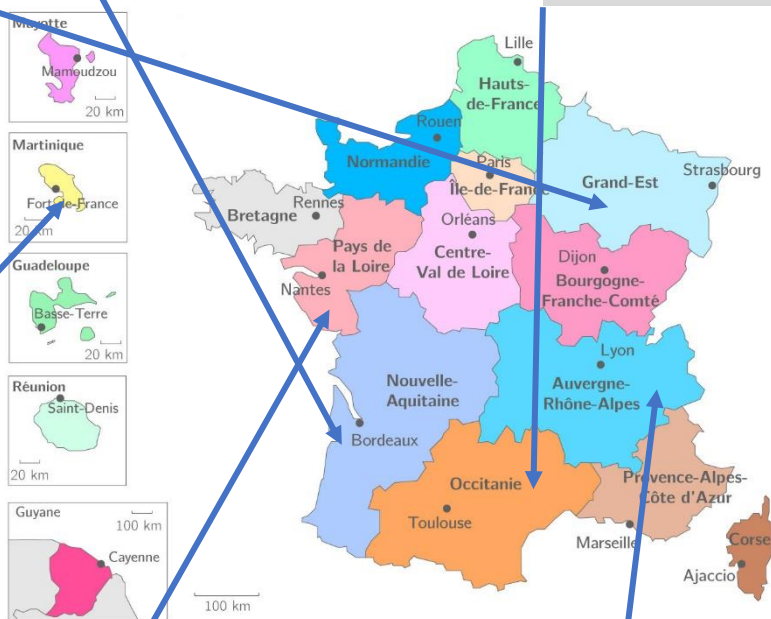 Mayotte
Mamoudzou
20 km
Martinique
Fort-de-France
20 km
Guadeloupe
Basse-Terre
20 km
Réunion
Saint-Denis
20 km
Guyane
100 km
Cayenne
Lille
Hauts-
de-France
Rouen
Normandie
Paris
Île-de-France
Grand-Est
Strasbourg
Rennes
Bretagne
Pays de
la Loire
Nantes
Orléans
Centre-
Val de Loire
Dijon
Bourgogne-
Franche-Comté
Nouvelle-
Aquitaine
Bordeaux
Lyon
Auvergne-
Rhône-Alpes
Occitanie
Toulouse
Provence-Alpes-
Côte d'Azur
Marseille
Corse
Ajaccio
100 km